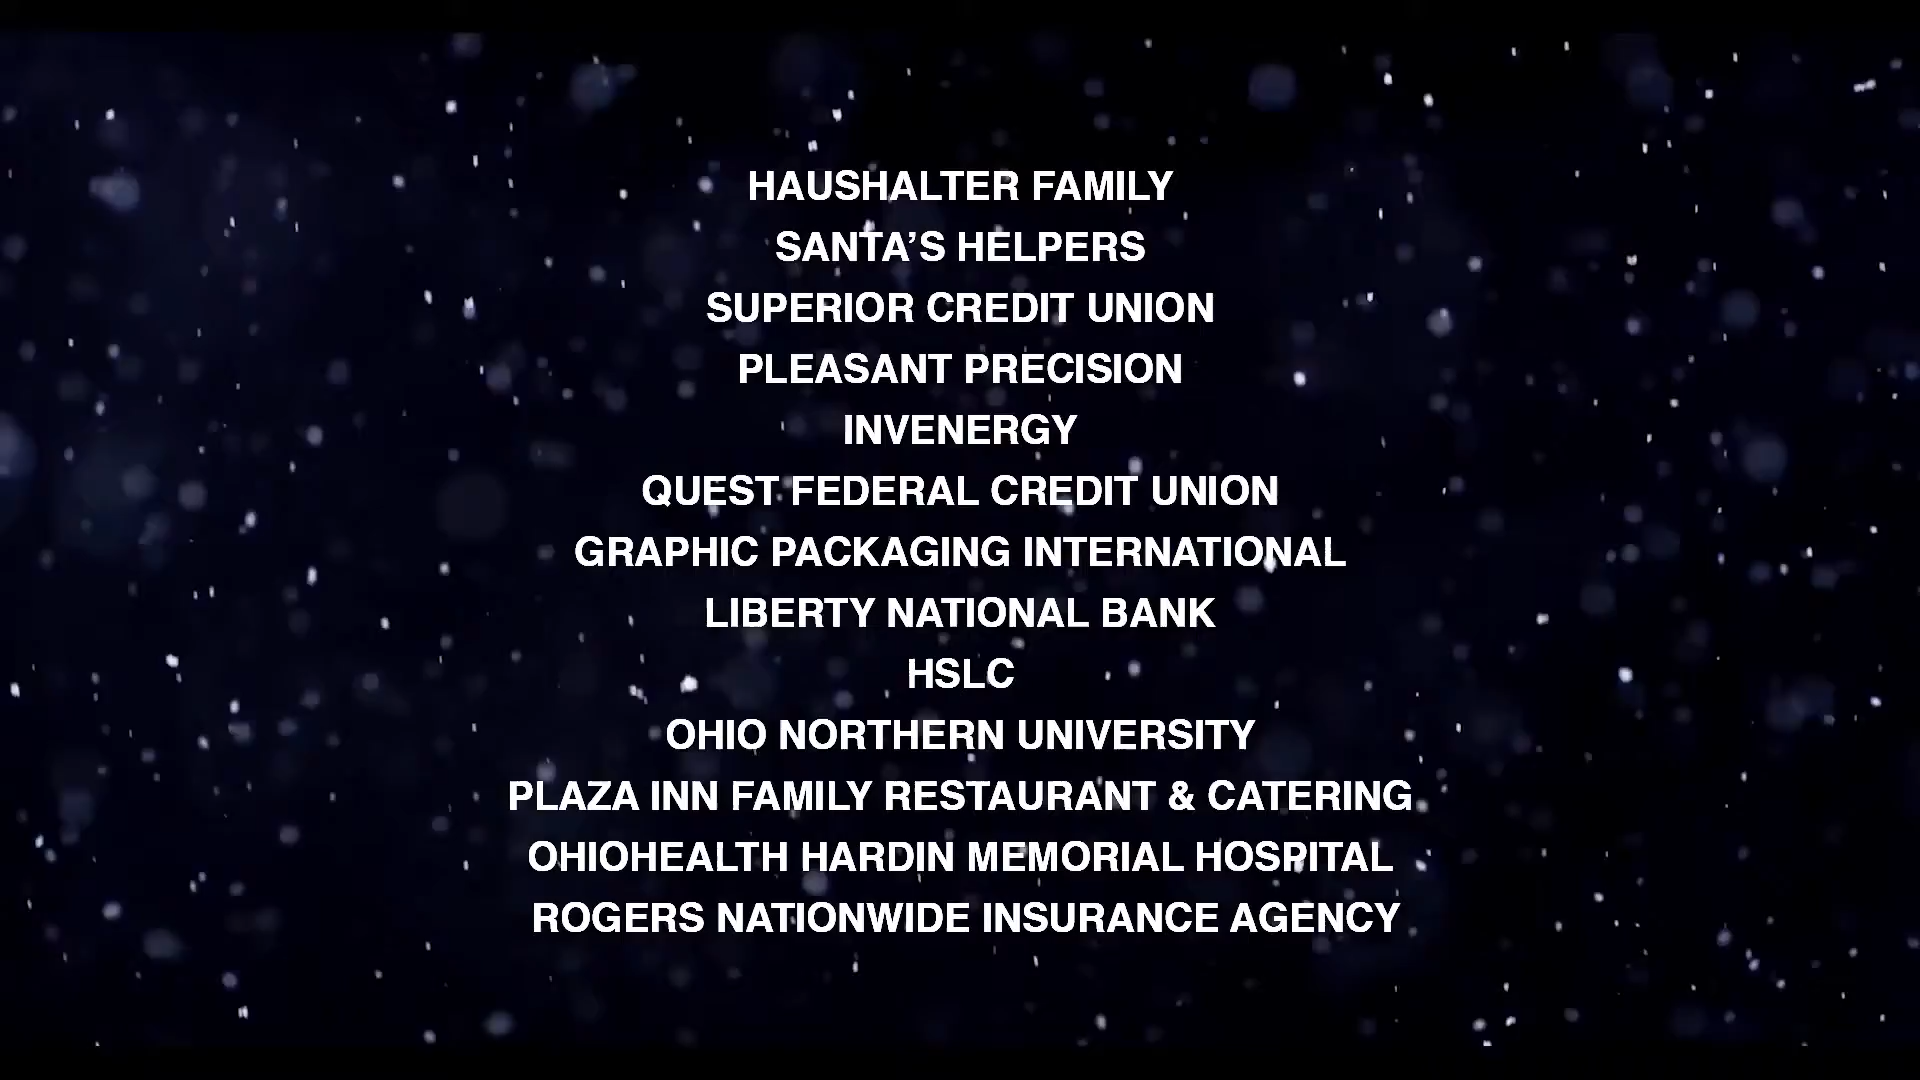 HAUSHALTER FAMILY
SANTA’S HELPERS
SUPERIOR CREDIT UNION
PLEASANT PRECISION
INVENERGY
QUEST FEDERAL CREDIT UNION
GRAPHIC PACKAGING INTERNATIONAL
LIBERTY NATIONAL BANK
HSLC
OHIO NORTHERN UNIVERSITY
PLAZA INN FAMILY RESTAURANT & CATERING
OHIOHEALTH HARDIN MEMORIAL HOSPITAL
ROGERS NATIONWIDE INSURANCE AGENCY